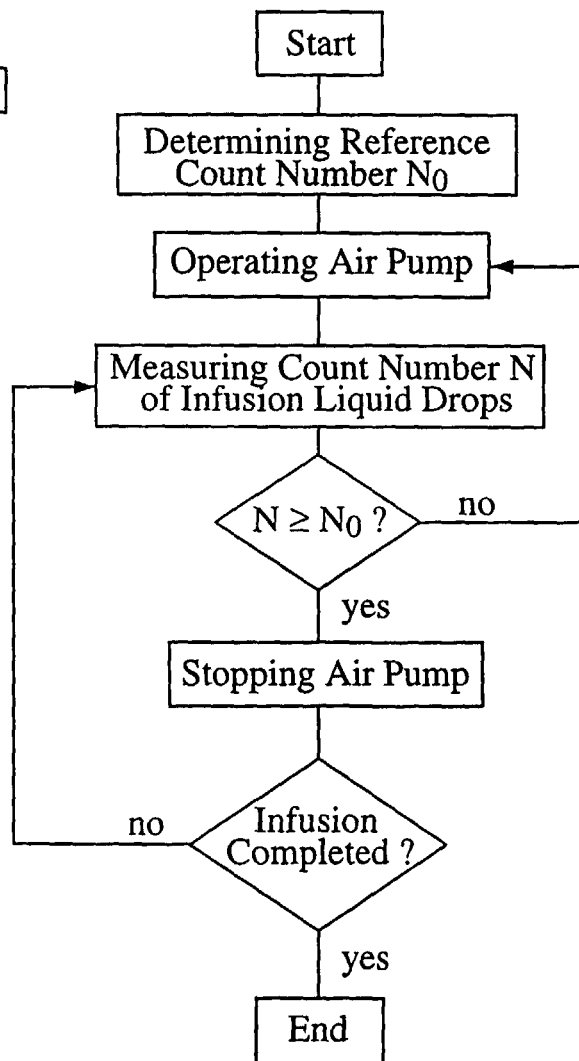 Start
Determining Reference
Count Number N0
Operating Air Pump
Measuring Count Number N
of Infusion Liquid Drops
N ≥ N0 ?
no
yes
Stopping Air Pump
Infusion
Completed ?
no
yes
End